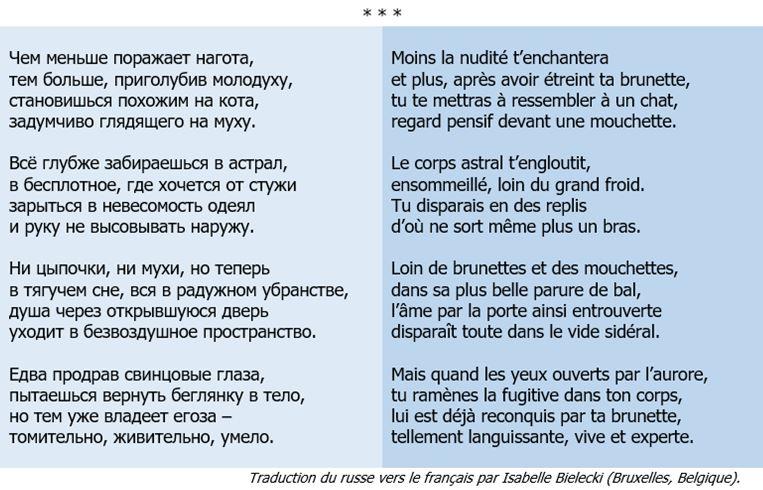 * * *
Чем меньше поражает нагота,
тем больше, приголубив молодуху,
становишься похожим на кота,
задумчиво глядящего на муху.
Всё глубже забираешься в астрал,
в бесплотное, где хочется от стужи
зарыться в невесомость одеял
и руку не высовывать наружу.
Ни цыпочки, ни мухи, но теперь
в тягучем сне, вся в радужном убранстве,
душа через открывшуюся дверь
уходит в безвоздушное пространство.
Едва продрав свинцовые глаза,
пытаешься вернуть беглянку в тело,
но тем уже владеет егоза –
томительно, живительно, умело.
Moins la nudité t’enchantera
et plus, après avoir étreint ta brunette,
tu te mettras à ressembler à un chat,
regard pensif devant une mouchette.
Le corps astral t’engloutit,
ensommeillé, loin du grand froid.
Tu disparais en des replis
d’où ne sort même plus un bras.
Loin de brunettes et des mouchettes,
dans sa plus belle parure de bal,
l’âme par la porte ainsi entrouverte
disparaît toute dans le vide sidéral.
Mais quand les yeux ouverts par l’aurore,
tu ramènes la fugitive dans ton corps,
lui est déjà reconquis par ta brunette,
tellement languissante, vive et experte.
Traduction du russe vers le français par Isabelle Bielecki (Bruxelles, Belgique).